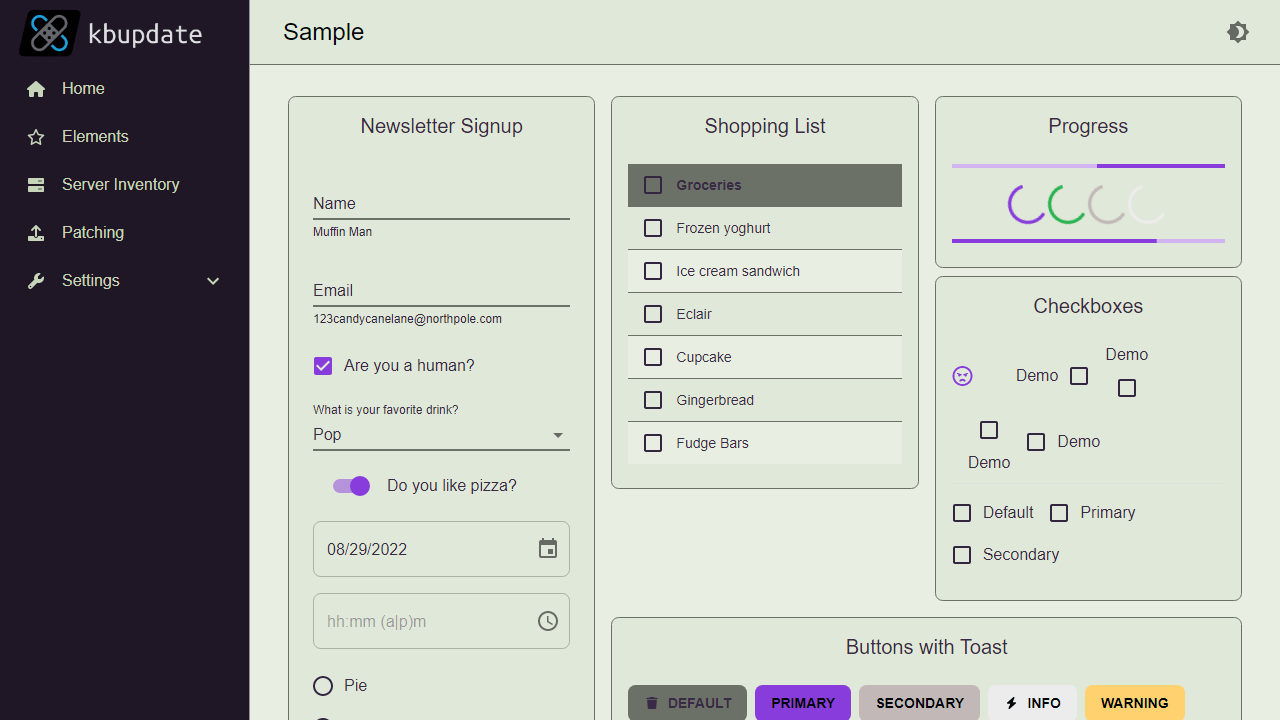 kbupdate
Home
Elements
Server Inventory
Patching
Settings
Sample
Newsletter Signup
Name
Muffin Man
Email
123candycanelane@northpole.com
Are you a human?
What is your favorite drink?
Pop
Do you like pizza?
08/29/2022
hh:mm (a|p)m
Pie
Shopping List
Groceries
Frozen yoghurt
Ice cream sandwich
Eclair
Cupcake
Gingerbread
Fudge Bars
Progress
Checkboxes
Demo
Demo
Demo
Demo
Default
Primary
Secondary
Buttons with Toast
DEFAULT
PRIMARY
SECONDARY
INFO
WARNING